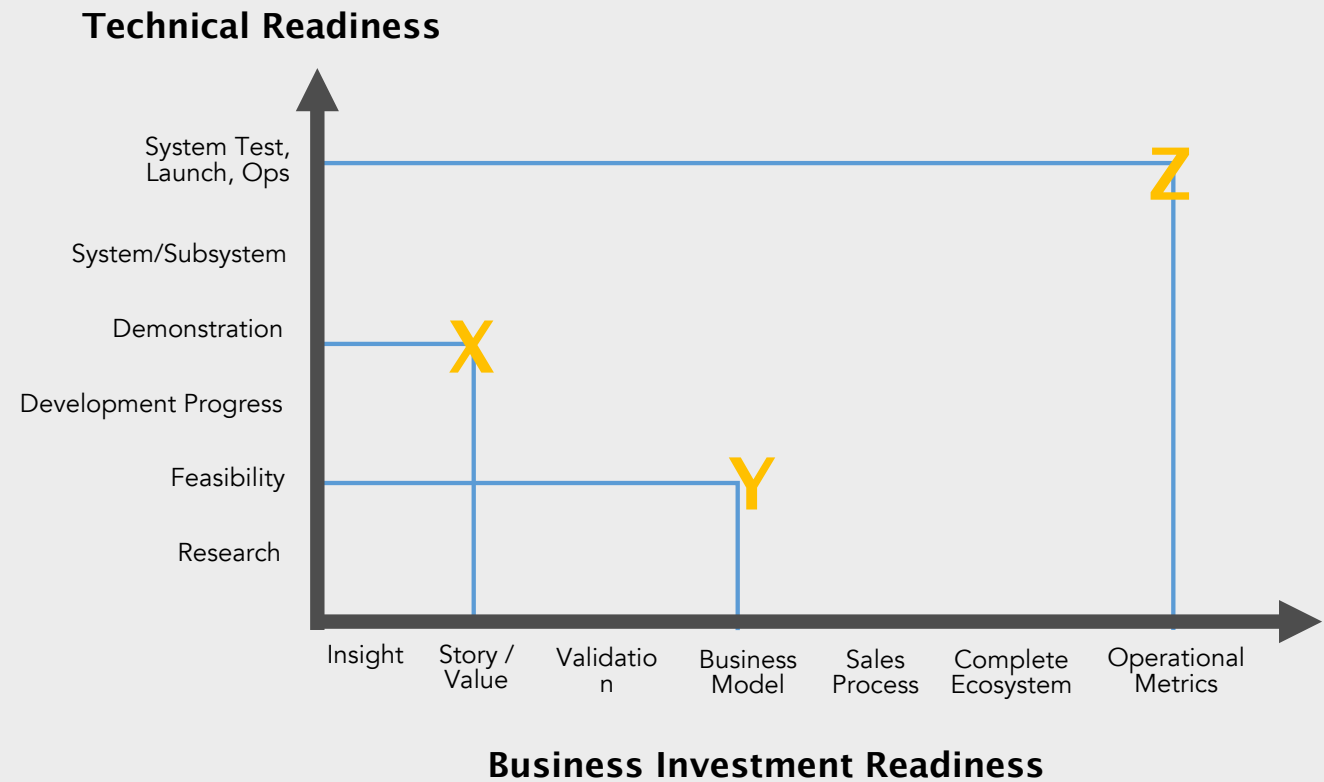 Technical Readiness
System Test,
Launch, Ops
Z
System/Subsystem
Demonstration
X
Development Progress
Feasibility
Y
Research
Insight
Story /
Value
Validatio
n
Business
Model
Sales
Process
Complete
Ecosystem
Operational
Metrics
Business Investment Readiness